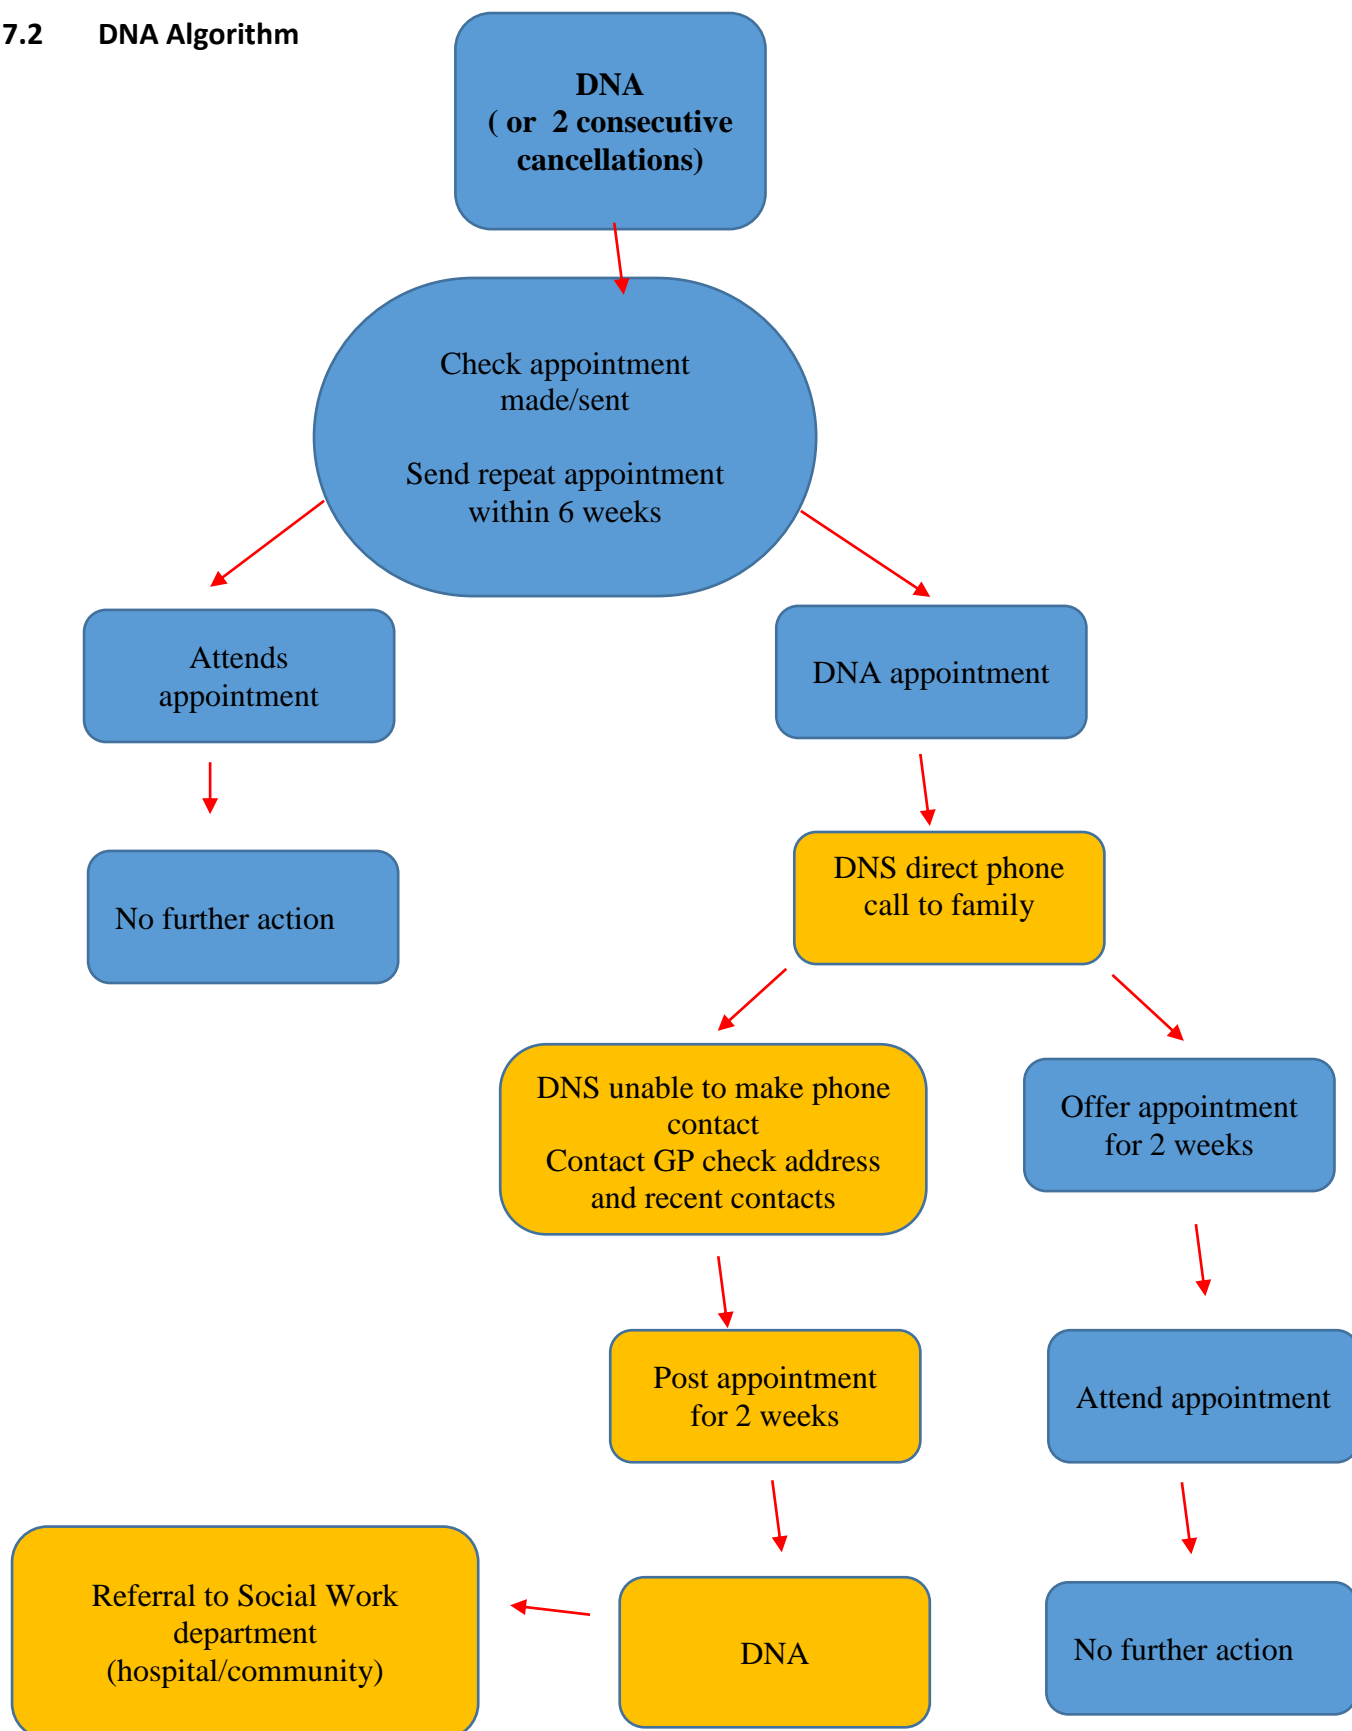 7.2 DNA Algorithm
DNA
( or 2 consecutive
cancellations)
Check appointment
made/sent
Send repeat appointment
within 6 weeks
Attends
appointment
DNA appointment
No further action
DNS direct phone
call to family
DNS unable to make phone
contact
Contact GP check address
and recent contacts
Offer appointment
for 2 weeks
Post appointment
for 2 weeks
Attend appointment
Referral to Social Work
department
(hospital/community)
DNA
No further action